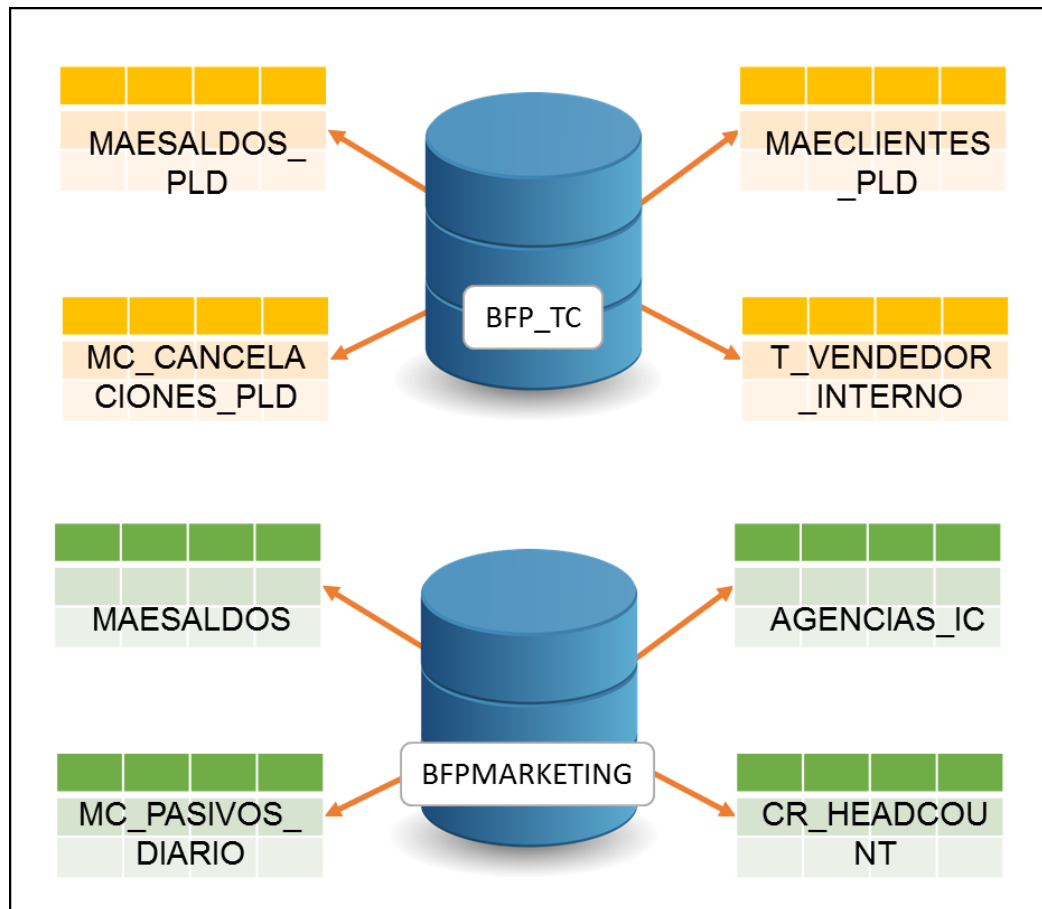 MAESALDOS_
PLD
MAECLIENTES
_PLD
BFP_TC
MC_CANCELA
CIONES_PLD
T_VENDEDOR
_INTERNO
MAESALDOS
AGENCIAS_IC
BFPMARKETING
MC_PASIVOS_
DIARIO
CR_HEADCOU
NT